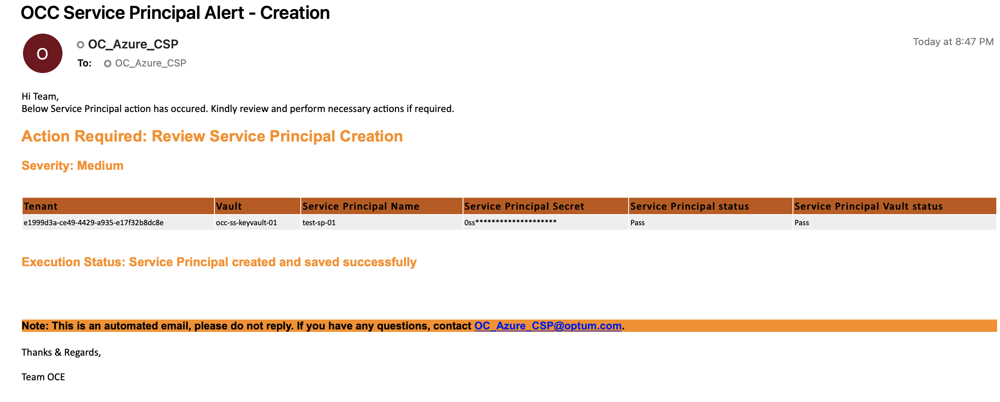 OCC Service Principal Alert - Creation
O
OC_Azure_CSP
Today at 8:47 PM
To: OC_Azure_CSP
Hi Team,
Below Service Principal action has occured. Kindly review and perform necessary actions if required.
Action Required: Review Service Principal Creation
Severity: Medium
Tenant Vault Service Principal Name Service Principal Secret Service Principal status Service Principal Vault status
e1999d3a-ce49-4429-a935-e17f32b8dc8e occ-ss-keyvault-01 test-sp-01 0ss******************** Pass Pass
Execution Status: Service Principal created and saved successfully
Note: This is an automated email, please do not reply. If you have any questions, contact OC_Azure_CSP@optum.com.
Thanks & Regards,
Team OCE